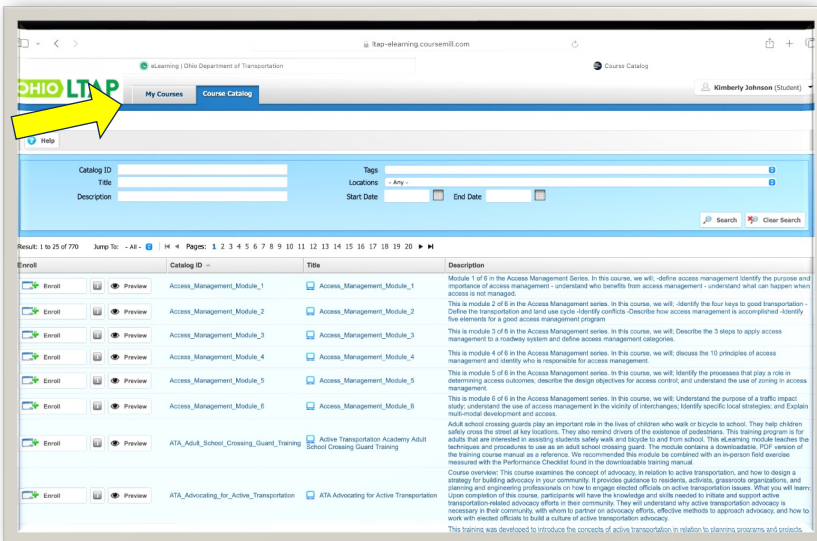 ltap-elearning.coursemill.com
eLearning | Ohio Department of Transportation
Course Catalog
OHIO LTAP
My Courses
Course Catalog
Kimberly Johnson (Student)
Help
Catalog ID
Tags
Title
Locations - Any -
Description
Start Date
End Date
Search
Clear Search
Result: 1 to 25 of 770 Jump To: - All - Pages: 1 2 3 4 5 6 7 8 9 10 11 12 13 14 15 16 17 18 19 20
Enroll Catalog ID Title Description
Enroll Preview Access_Management_Module_1 Access_Management_Module_1
Module 1 of 6 in the Access Management Series. In this course, we will; -define access management Identify the purpose and
importance of access management - understand who benefits from access management - understand what can happen when
access is not managed.
Enroll Preview Access_Management_Module_2 Access_Management_Module_2
This is module 2 of 6 in the Access Management series. In this course, we will; -Identify the four keys to good transportation -
Define the transportation and land use cycle -Identify conflicts -Describe how access management is accomplished -Identify
five elements for a good access management program
Enroll Preview Access_Management_Module_3 Access_Management_Module_3
This is module 3 of 6 in the Access Management series. In this course, we will, Describe the 3 steps to apply access
management to a roadway system and define access management categories.
Enroll Preview Access_Management_Module_4 Access_Management_Module_4
This is module 4 of 6 in the Access Management series. In this course, we will; discuss the 10 principles of access
management and identity who is responsible for access management.
Enroll Preview Access_Management_Module_5 Access_Management_Module_5
This is module 5 of 6 in the Access Management series. In this course, we will; Identify the processes that play a role in
determining access outcomes; describe the design objectives for access control; and understand the use of zoning in access
management.
Enroll Preview Access_Management_Module_6 Access_Management_Module_6
This is module 6 of 6 in the Access Management series. In this course, we will; Understand the purpose of a traffic impact
study; understand the use of access management in the vicinity of interchanges; Identify specific local strategies; and Explain
multi-modal development and access.
Enroll Preview ATA_Adult_School_Crossing_Guard_Training Active Transportation Academy Adult
School Crossing Guard Training
Adult school crossing guards play an important role in the lives of children who walk or bicycle to school. They help children
safely cross the street at key locations. They also remind drivers of the existence of pedestrians. This training program is for
adults that are interested in assisting students safely walk and bicycle to and from school. This eLearning module teaches the
techniques and procedures to use as an adult school crossing guard. The module contains a downloadable, PDF version of
the training course manual as a reference. We recommended this module be combined with an in-person field exercise
measured with the Performance Checklist found in the downloadable training manual.
Enroll Preview ATA_Advocating_for_Active_Transportation ATA Advocating for Active Transportation
Course overview: This course examines the concept of advocacy, in relation to active transportation, and how to design a
strategy for building advocacy in your community. It provides guidance to residents, activists, grassroots organizations, and
planning and engineering professionals on how to engage elected officials on active transportation issues. What you will learn:
Upon completion of this course, participants will have the knowledge and skills needed to initiate and support active
transportation-related advocacy efforts in their community. They will understand why active transportation advocacy is
necessary in their community, with whom to partner on advocacy efforts, effective methods to approach advocacy, and how to
work with elected officials to build a culture of active transportation advocacy.
This training was developed to introduce the concepts of active transportation in relation to planning programs and projects.